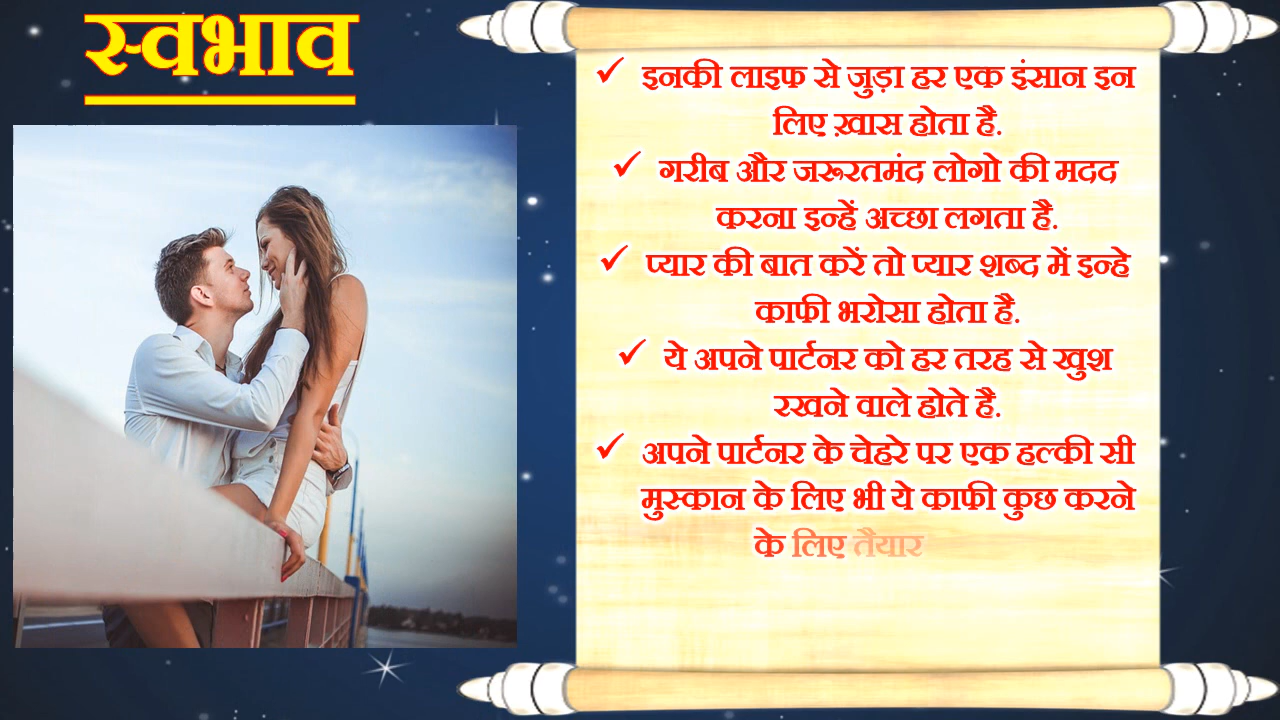 स्वभाव
✓ इनकी लाइफ से जुड़ा हर एक इंसान इन
लिए ख़ास होता है.
✓ गरीब और जरूरतमंद लोगो की मदद
करना इन्हें अच्छा लगता है.
✓ प्यार की बात करें तो प्यार शब्द में इन्हे
काफी भरोसा होता है.
✓ ये अपने पार्टनर को हर तरह से खुश
रखने वाले होते है.
✓ अपने पार्टनर के चेहरे पर एक हल्की सी
मुस्कान के लिए भी ये काफी कुछ करने
के लिए तैयार